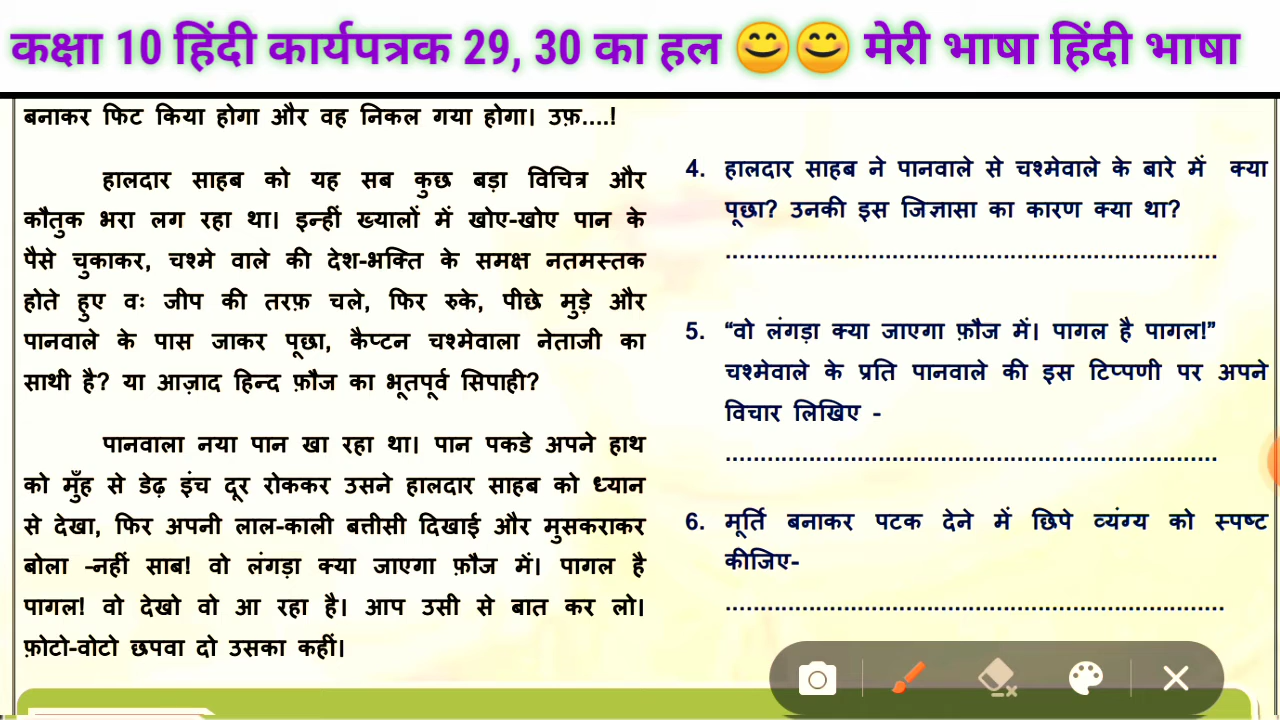 कक्षा 10 हिंदी कार्यपत्रक 29, 30 का हल 😊😊 मेरी भाषा हिंदी भाषा
बनाकर फिट किया होगा और वह निकल गया होगा। उफ़....!
हालदार साहब को यह सब कुछ बड़ा विचित्र और
कौतुक भरा लग रहा था। इन्हीं ख्यालों में खोए-खोए पान के
पैसे चुकाकर, चश्मे वाले की देश-भक्ति के समक्ष नतमस्तक
होते हुए वः जीप की तरफ़ चले, फिर रुके, पीछे मुड़े और
पानवाले के पास जाकर पूछा, कैप्टन चश्मेवाला नेताजी का
साथी है? या आज़ाद हिन्द फ़ौज का भूतपूर्व सिपाही?
पानवाला नया पान खा रहा था। पान पकडे अपने हाथ
को मुँह से डेढ़ इंच दूर रोककर उसने हालदार साहब को ध्यान
से देखा, फिर अपनी लाल-काली बत्तीसी दिखाई और मुसकराकर
बोला –नहीं साब! वो लंगड़ा क्या जाएगा फ़ौज में। पागल है
पागल! वो देखो वो आ रहा है। आप उसी से बात कर लो।
फ़ोटो-वोटो छपवा दो उसका कहीं।
4. हालदार साहब ने पानवाले से चश्मेवाले के बारे में क्या
पूछा? उनकी इस जिज्ञासा का कारण क्या था?
......................................................................
5. “वो लंगड़ा क्या जाएगा फ़ौज में। पागल है पागल!”
चश्मेवाले के प्रति पानवाले की इस टिप्पणी पर अपने
विचार लिखिए -
......................................................................
6. मूर्ति बनाकर पटक देने में छिपे व्यंग्य को स्पष्ट
कीजिए-
.......................................................................